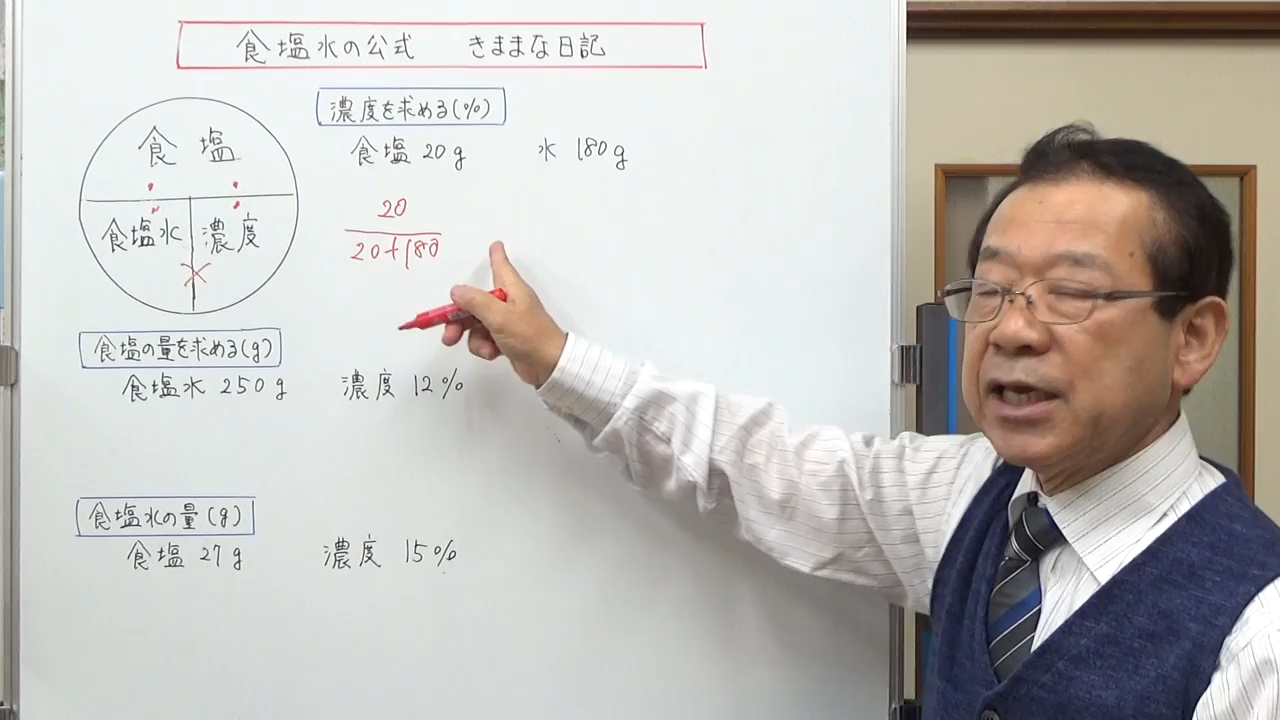 食塩水の公式 きままな日記
食塩
食塩水 濃度
×
濃度を求める(%)
食塩 20g 水 180g
20
20+180
食塩の量を求める(g)
食塩水 250g 濃度 12%
食塩水の量(g)
食塩 27g 濃度 15%